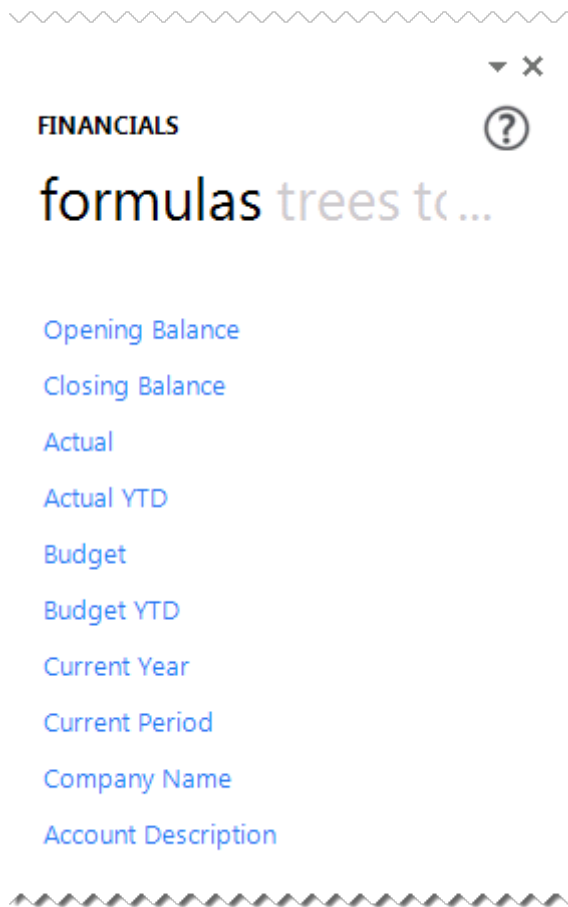 FINANCIALS
formulas trees to...
Opening Balance
Closing Balance
Actual
Actual YTD
Budget
Budget YTD
Current Year
Current Period
Company Name
Account Description